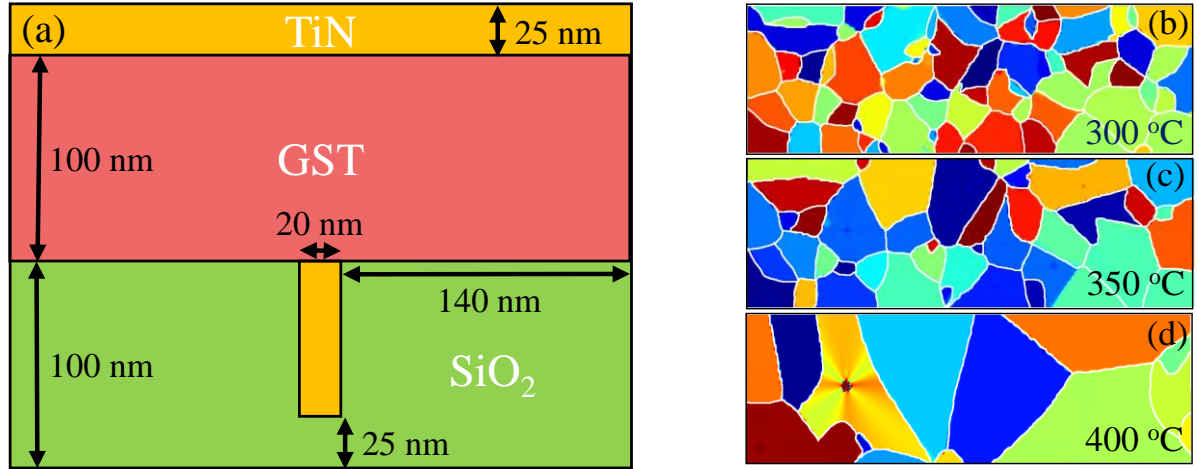 (a)
TiN
25 nm
100 nm
GST
20 nm
140 nm
100 nm
SiO₂
25 nm
(b)
300 °C
(c)
350 °C
(d)
400 °C